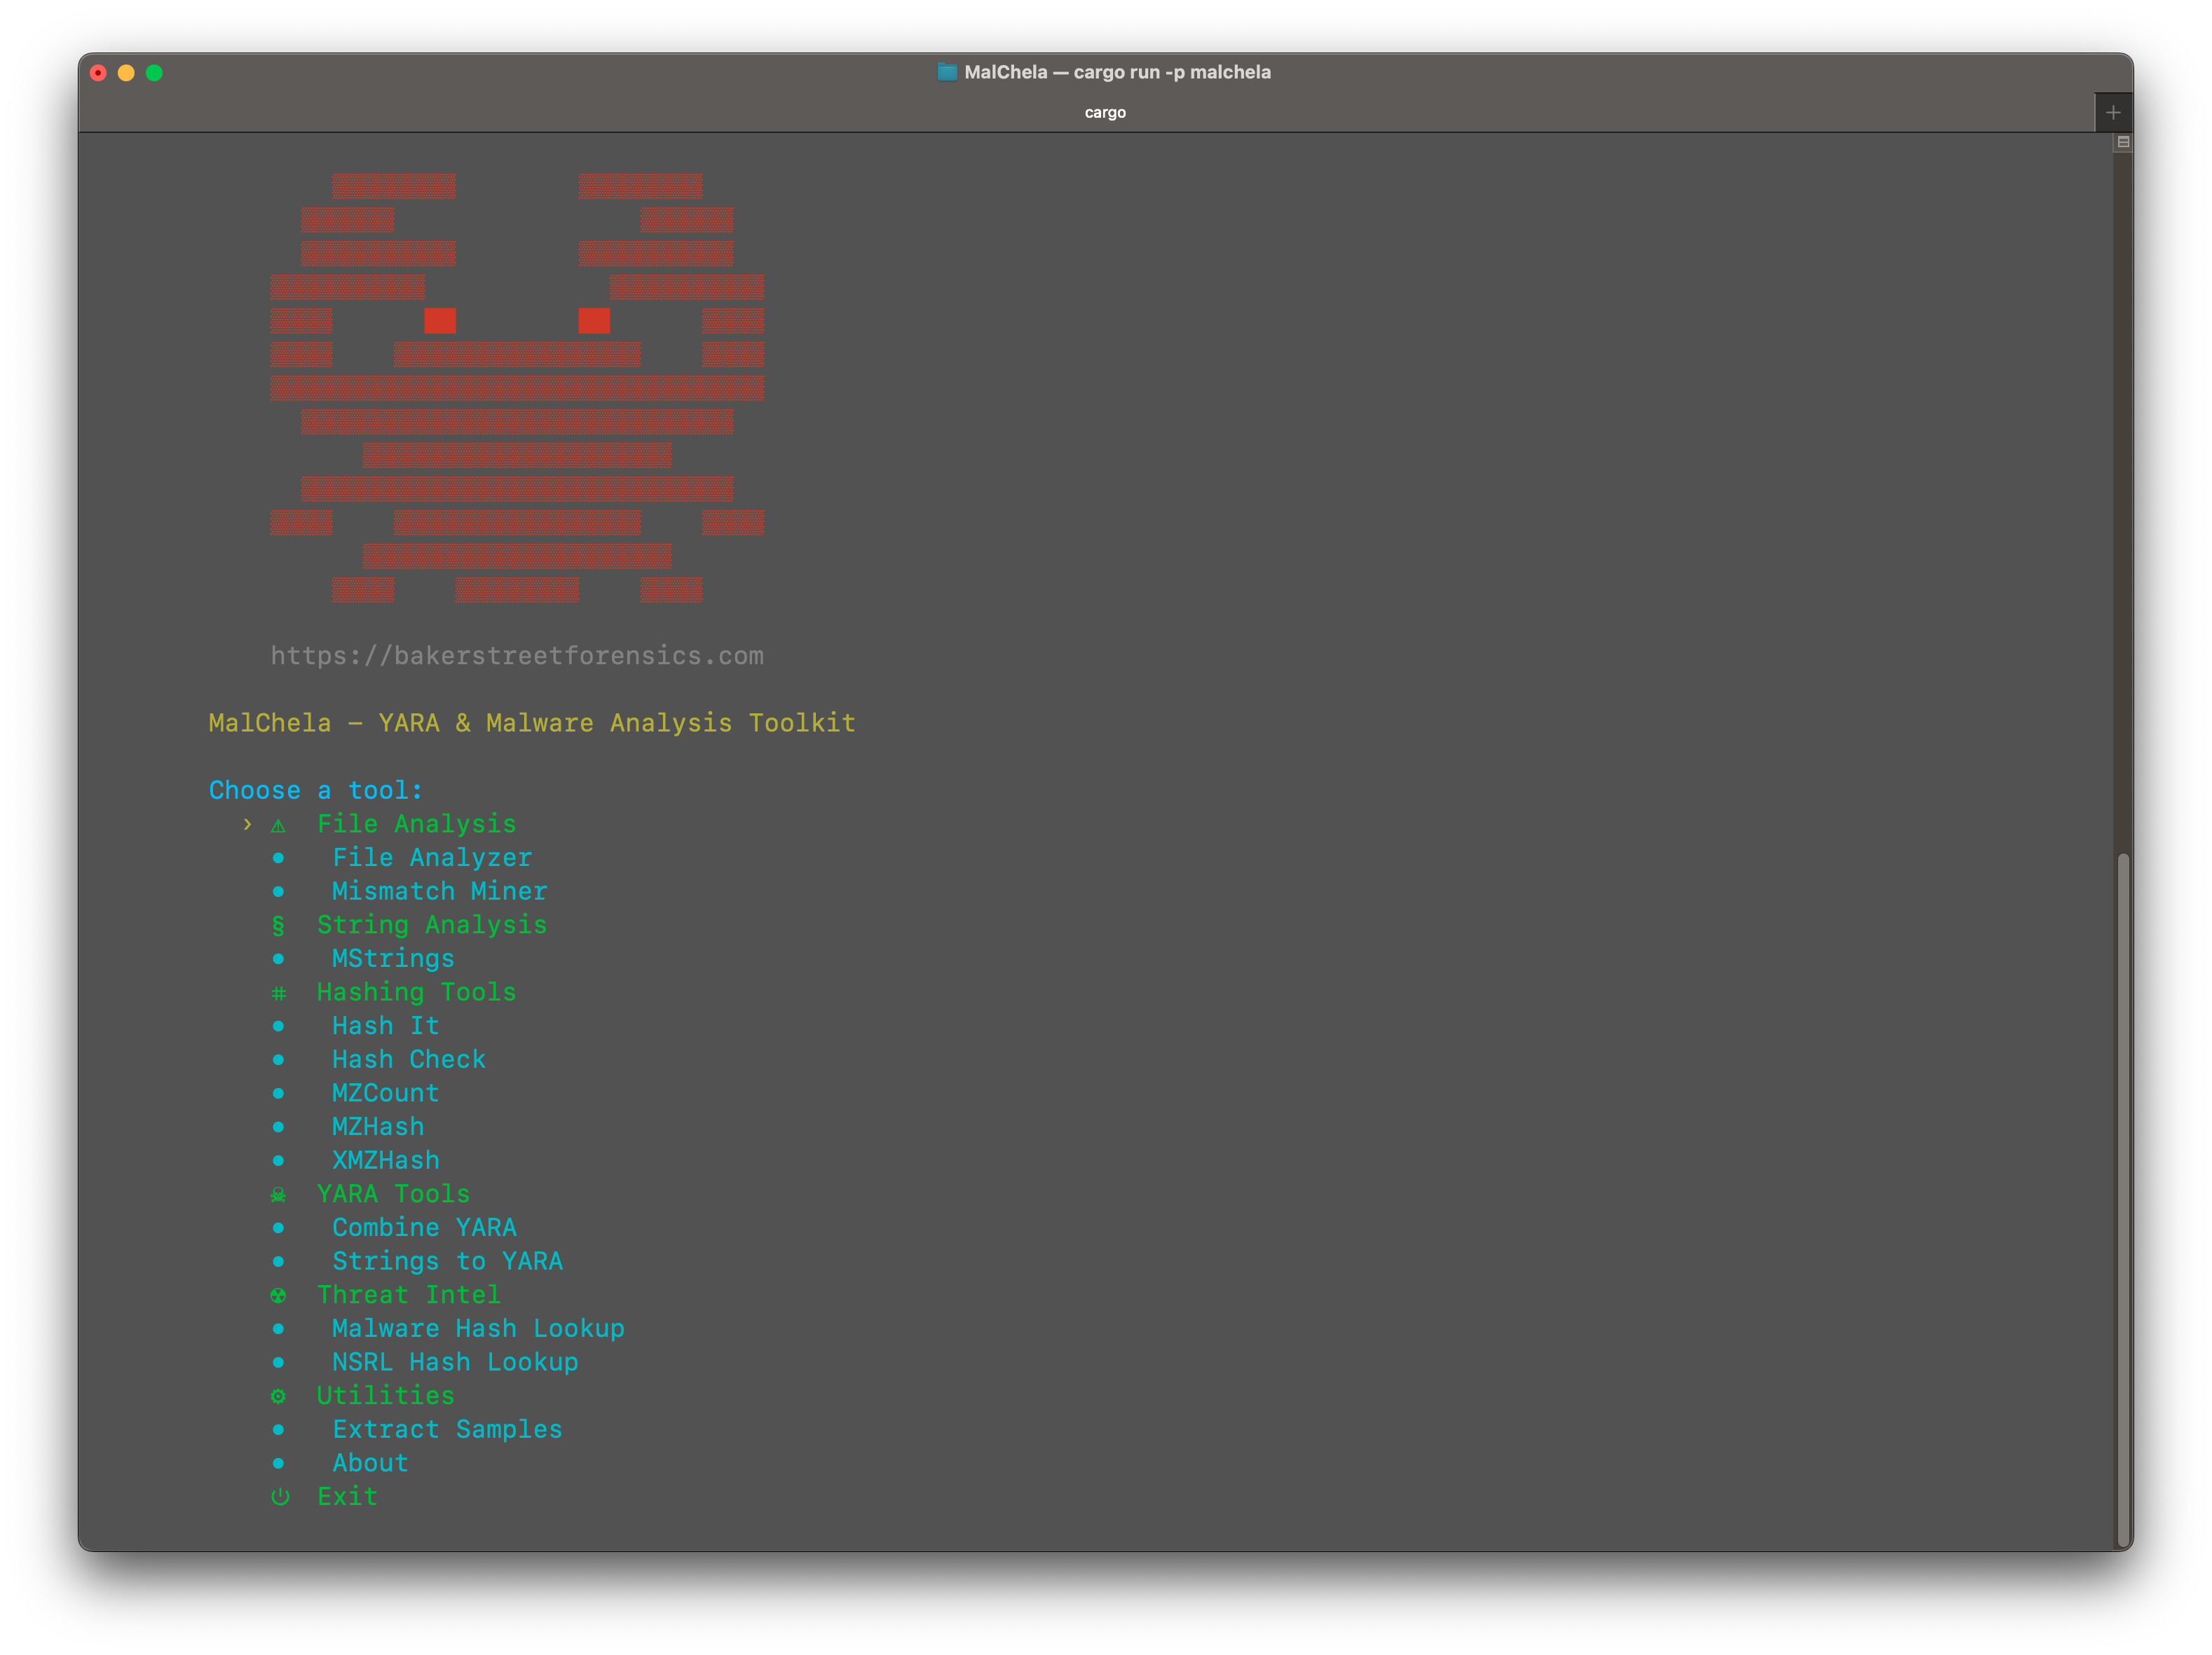 MalChela — cargo run -p malchela
cargo
https://bakerstreetforensics.com
MalChela — YARA & Malware Analysis Toolkit
Choose a tool:
› ⚠ File Analysis
● File Analyzer
● Mismatch Miner
§ String Analysis
● MStrings
# Hashing Tools
● Hash It
● Hash Check
● MZCount
● MZHash
● XMZHash
☠ YARA Tools
● Combine YARA
● Strings to YARA
☢ Threat Intel
● Malware Hash Lookup
● NSRL Hash Lookup
⚙ Utilities
● Extract Samples
● About
⏻ Exit